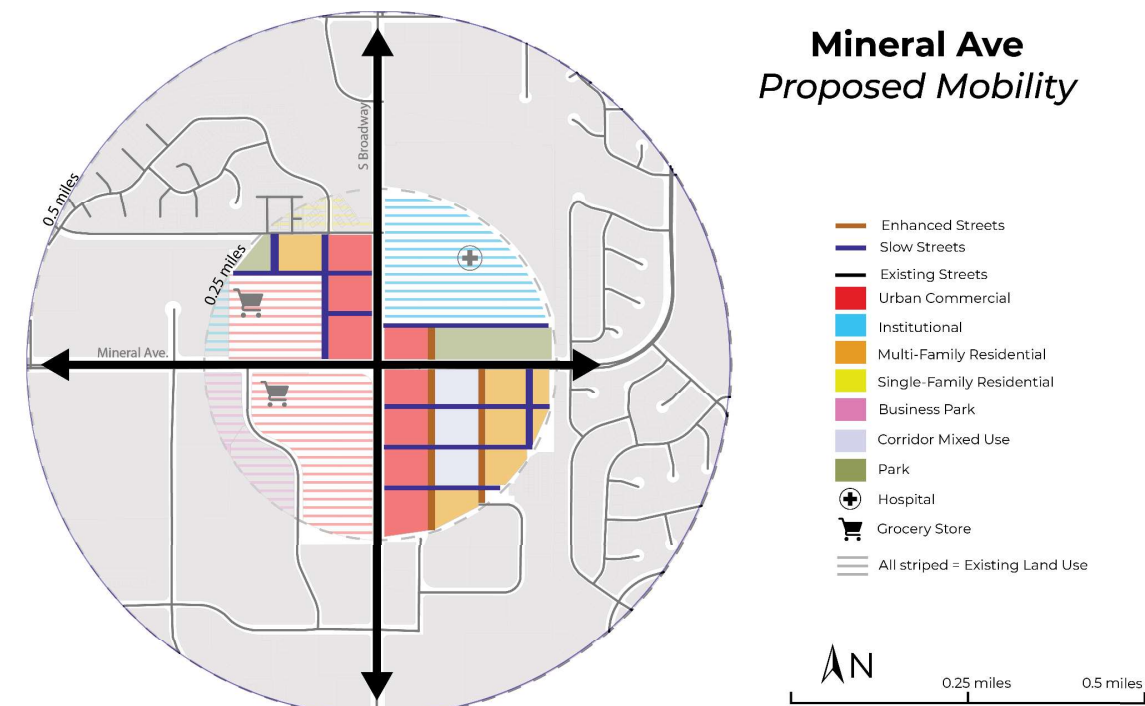 Mineral Ave
Proposed Mobility
S Broadway
0.5 miles
0.25 miles
Mineral Ave.
Enhanced Streets
Slow Streets
Existing Streets
Urban Commercial
Institutional
Multi-Family Residential
Single-Family Residential
Business Park
Corridor Mixed Use
Park
Hospital
Grocery Store
All striped = Existing Land Use
N
0.25 miles
0.5 miles